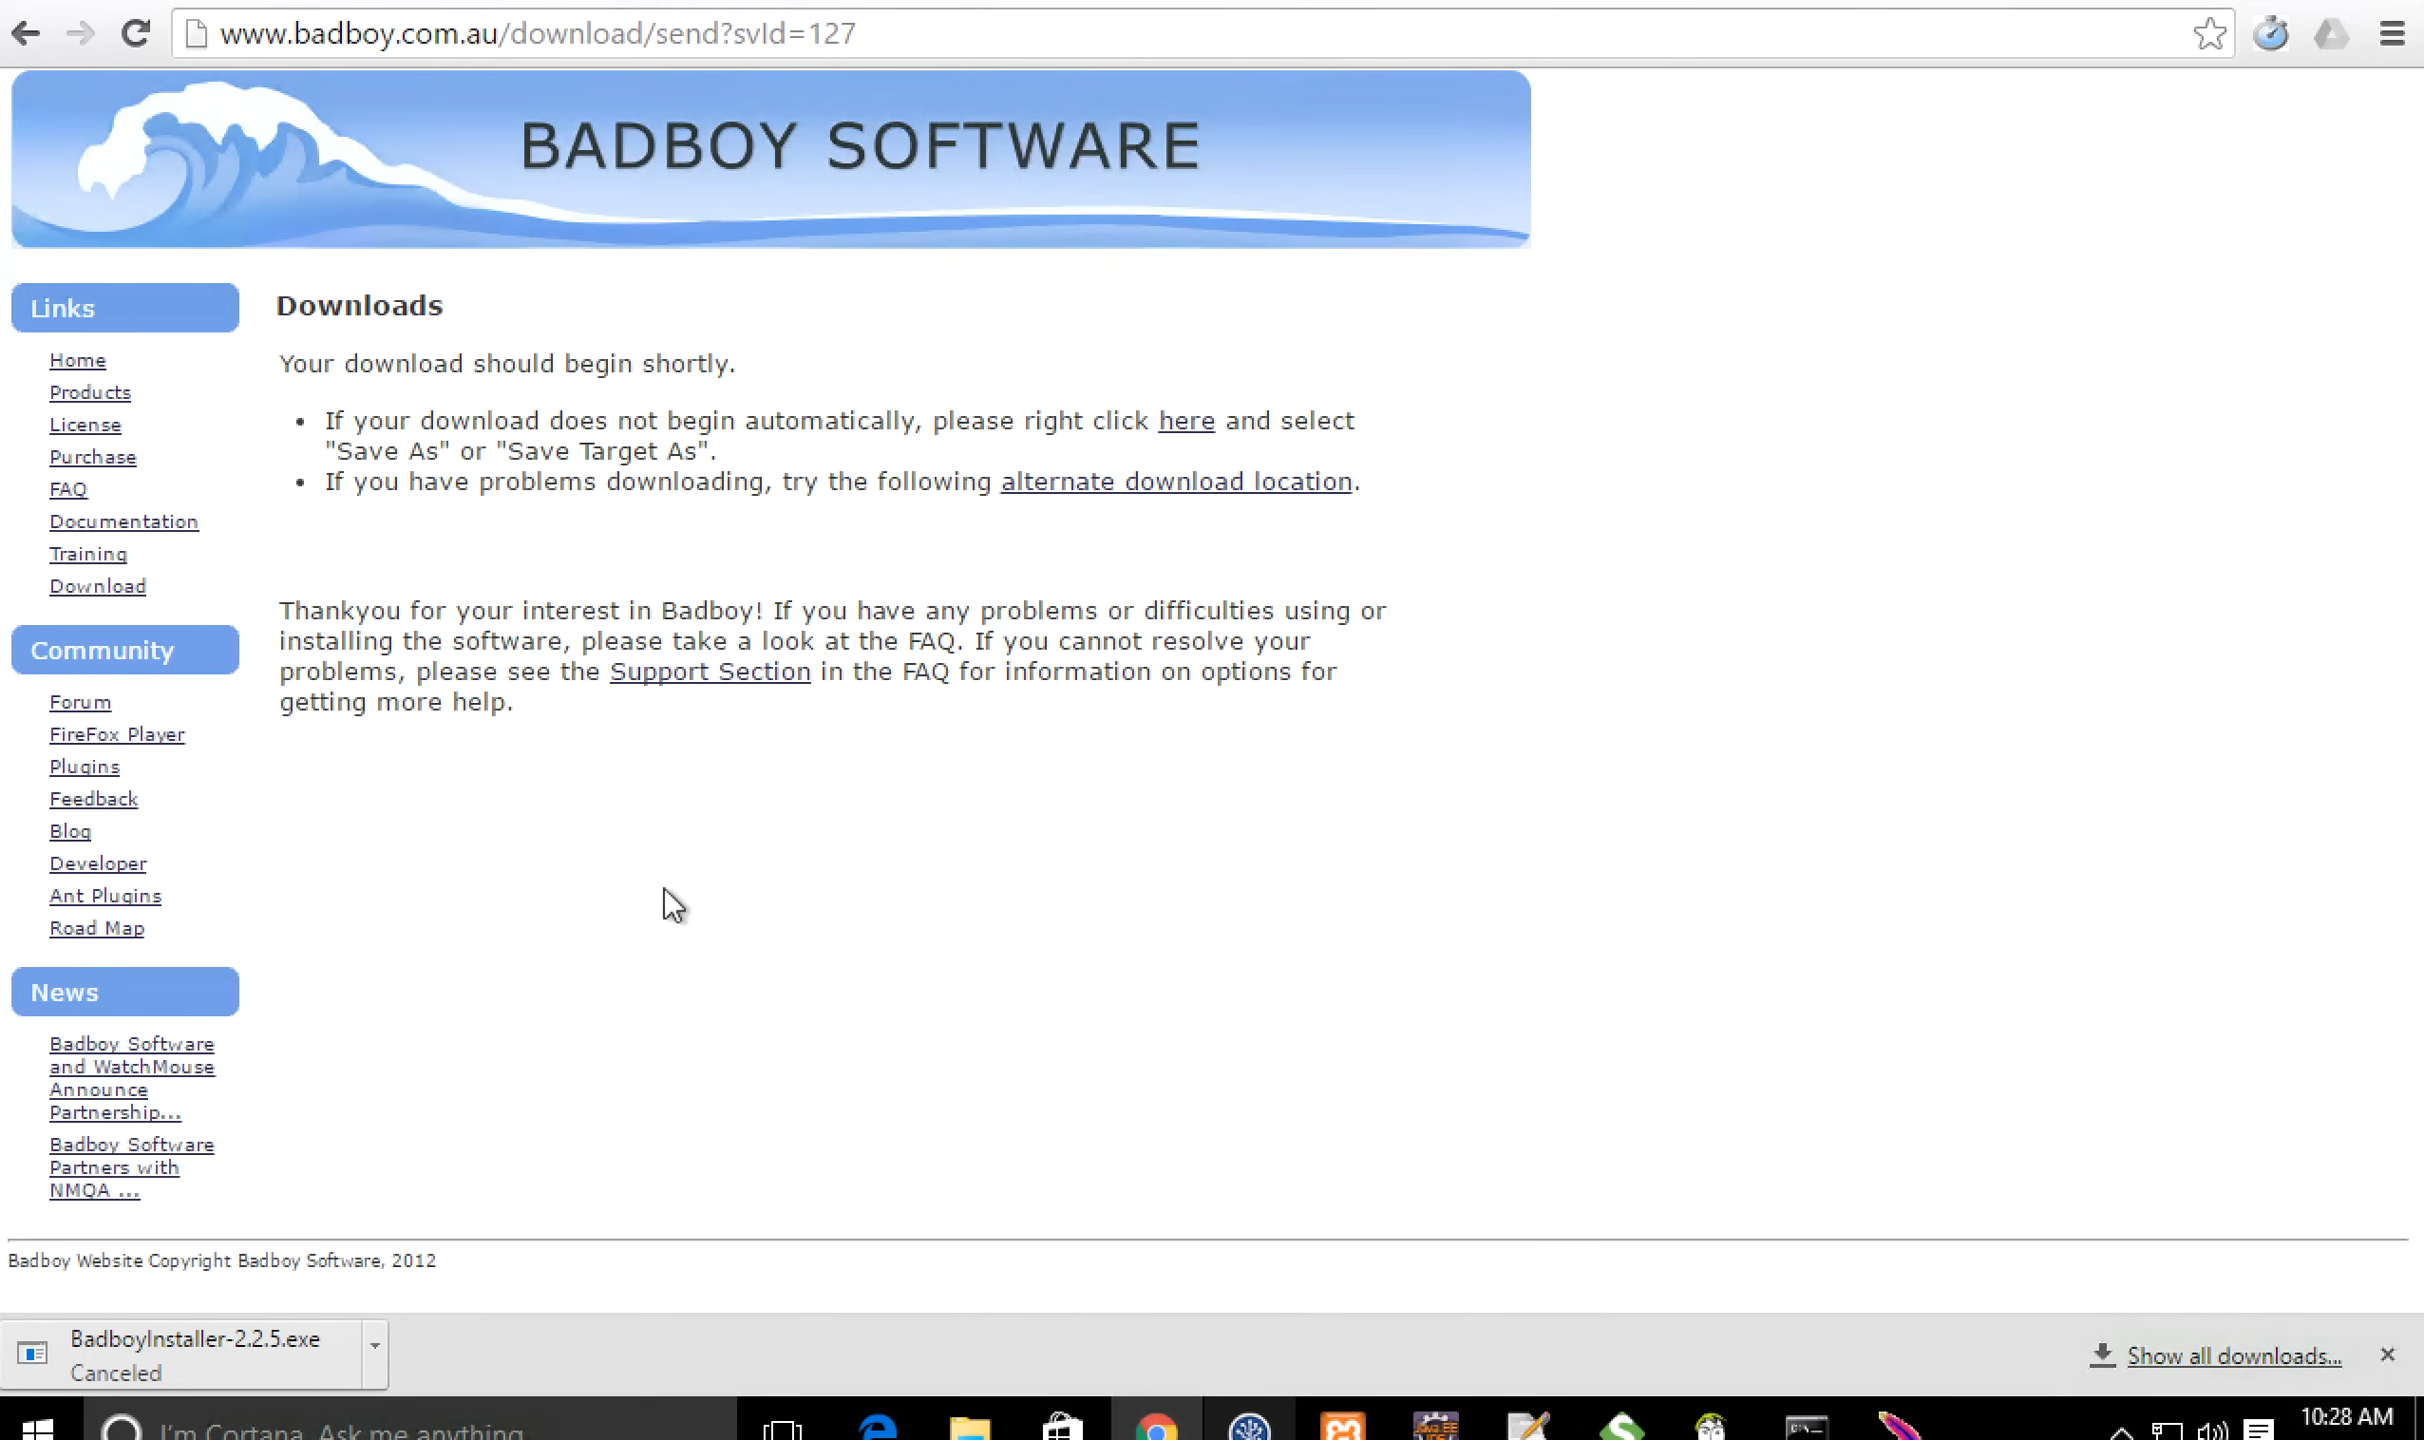 www.badboy.com.au/download/send?svId=127
BADBOY SOFTWARE
Links
Home
Products
License
Purchase
FAQ
Documentation
Training
Download
Community
Forum
FireFox Player
Plugins
Feedback
Blog
Developer
Ant Plugins
Road Map
News
Badboy Software
and WatchMouse
Announce
Partnership...
Badboy Software
Partners with
NMQA ...
Downloads
Your download should begin shortly.
• If your download does not begin automatically, please right click here and select
"Save As" or "Save Target As".
• If you have problems downloading, try the following alternate download location.
Thankyou for your interest in Badboy! If you have any problems or difficulties using or
installing the software, please take a look at the FAQ. If you cannot resolve your
problems, please see the Support Section in the FAQ for information on options for
getting more help.
Badboy Website Copyright Badboy Software, 2012
BadboyInstaller-2.2.5.exe
Canceled
Show all downloads...
I'm Cortana. Ask me anything.
10:28 AM